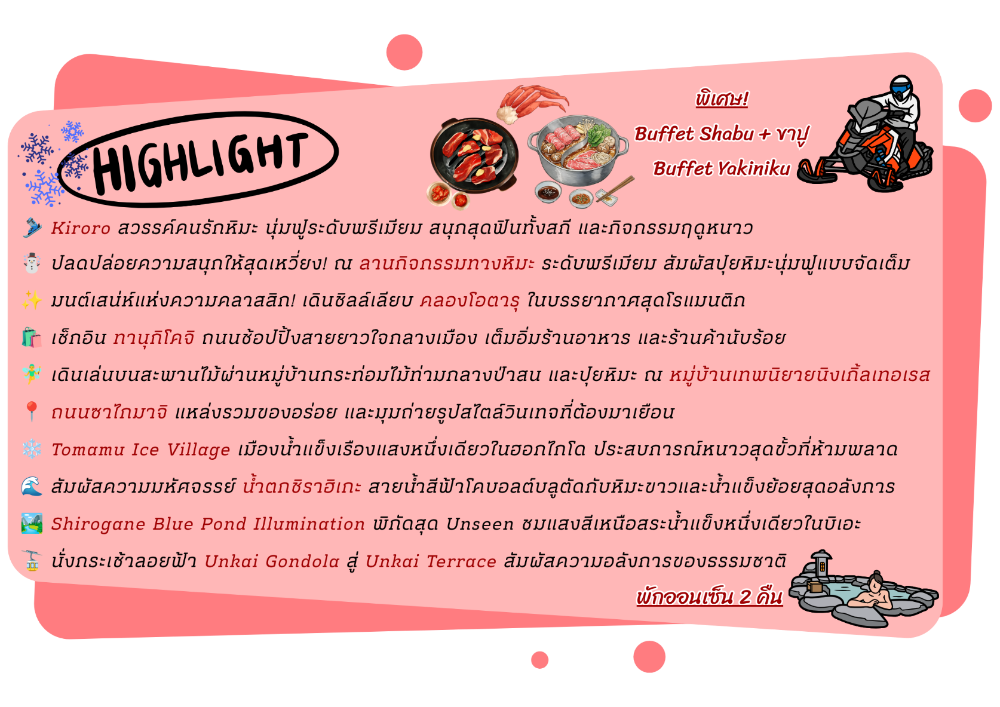 HIGHLIGHT
พิเศษ!
Buffet Shabu + ขาปู
Buffet Yakiniku
Kiroro สวรรค์คนรักหิมะ นุ่มฟูระดับพรีเมียม สนุกสุดฟินทั้งสกี และกิจกรรมฤดูหนาว
ปลดปล่อยความสนุกให้สุดเหวี่ยง! ณ ลานกิจกรรมทางหิมะ ระดับพรีเมียม สัมผัสปุยหิมะนุ่มฟูแบบจัดเต็ม
มนต์เสน่ห์แห่งความคลาสสิก! เดินชิลล์เลียบ คลองโอตารุ ในบรรยากาศสุดโรแมนติก
เช็กอิน ทานุกิโคจิ ถนนช้อปปิ้งสายยาวใจกลางเมือง เต็มอิ่มร้านอาหาร และร้านค้านับร้อย
เดินเล่นบนสะพานไม้ผ่านหมู่บ้านกระท่อมไม้ท่ามกลางป่าสน และปุยหิมะ ณ หมู่บ้านเทพนิยายนิงเกิ้ลเทอเรส
ถนนซาไกมาจิ แหล่งรวมของอร่อย และมุมถ่ายรูปสไตล์วินเทจที่ต้องมาเยือน
Tomamu Ice Village เมืองน้ำแข็งเรืองแสงหนึ่งเดียวในฮอกไกโด ประสบการณ์หนาวสุดขั้วที่ห้ามพลาด
สัมผัสความมหัศจรรย์ น้ำตกชิราฮิเกะ สายน้ำสีฟ้าโคบอลต์บลูตัดกับหิมะขาวและน้ำแข็งย้อยสุดอลังการ
Shirogane Blue Pond Illumination พิกัดสุด Unseen ชมแสงสีเหนือสระน้ำแข็งหนึ่งเดียวในบิเอะ
นั่งกระเช้าลอยฟ้า Unkai Gondola สู่ Unkai Terrace สัมผัสความอลังการของธรรมชาติ
พักออนเซ็น 2 คืน